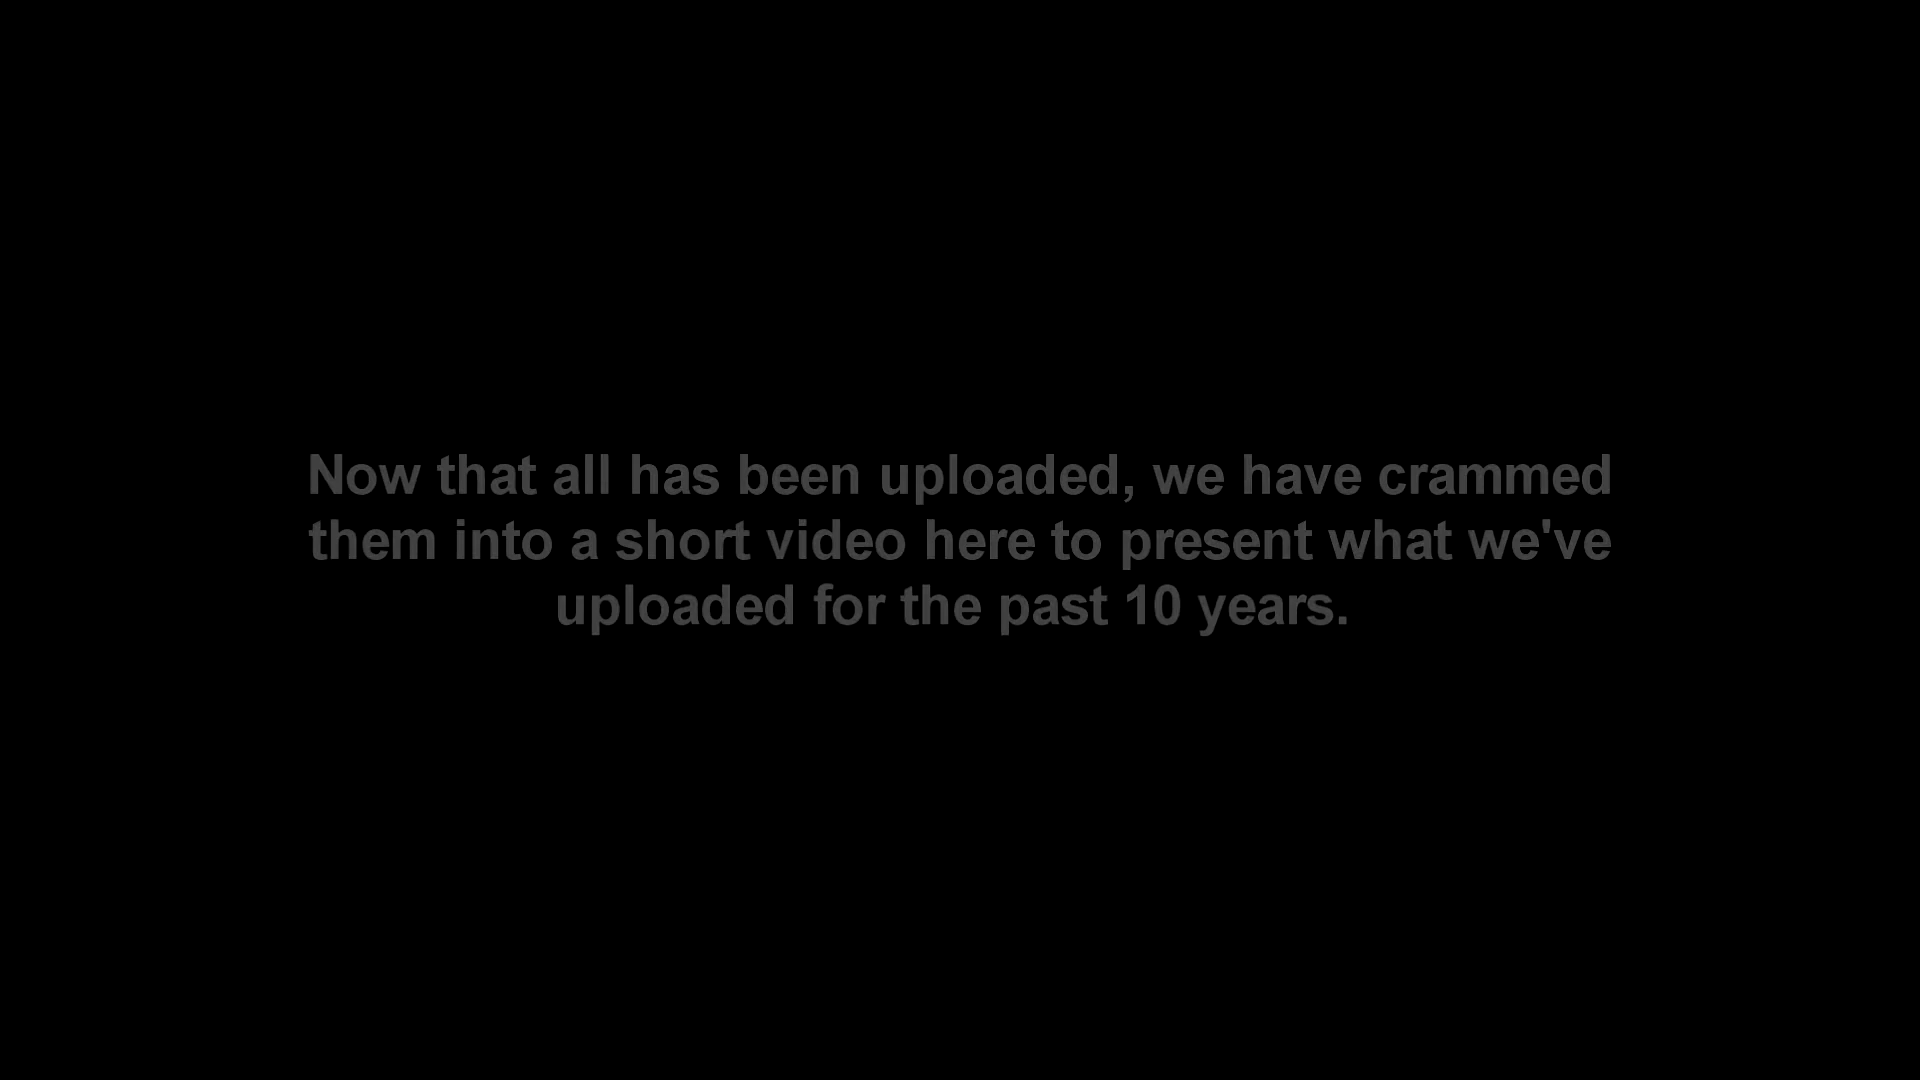 Now that all has been uploaded, we have crammed
them into a short video here to present what we've
uploaded for the past 10 years.